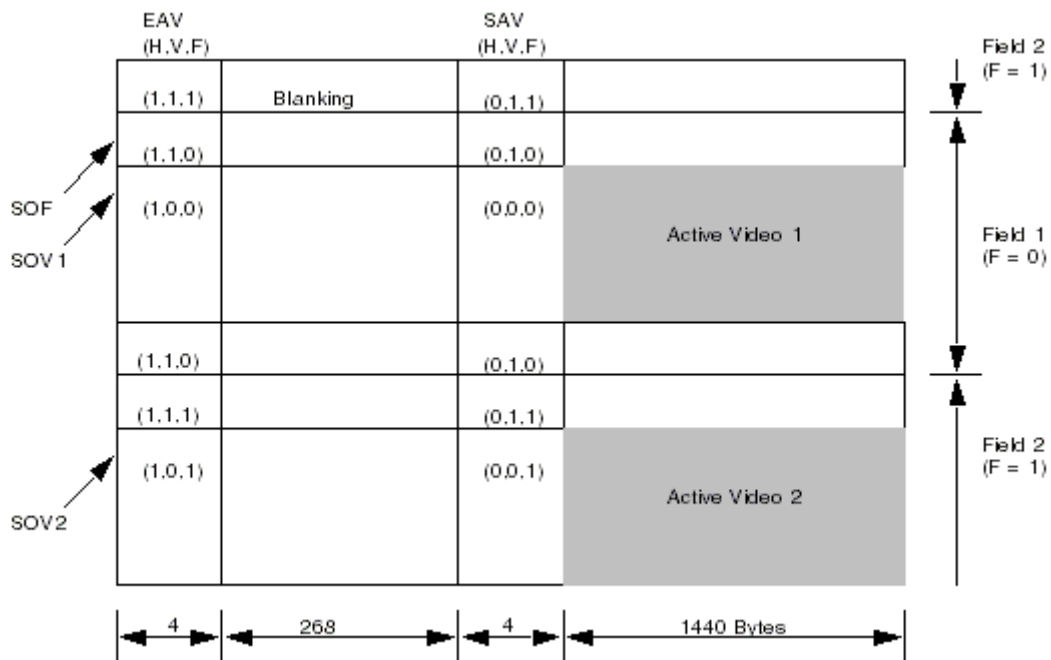 EAV
(H.V.F)
SAV
(H.V.F)
Field 2
(F = 1)
(1,1,1)
Blanking
(0,1,1)
(1,1,0)
(0,1,0)
SOF
(1,0,0)
(0,0,0)
Active Video 1
Field 1
(F = 0)
SOV1
(1,1,0)
(0,1,0)
(1,1,1)
(0,1,1)
Field 2
(F = 1)
(1,0,1)
(0,0,1)
Active Video 2
SOV2
4
268
4
1440 Bytes